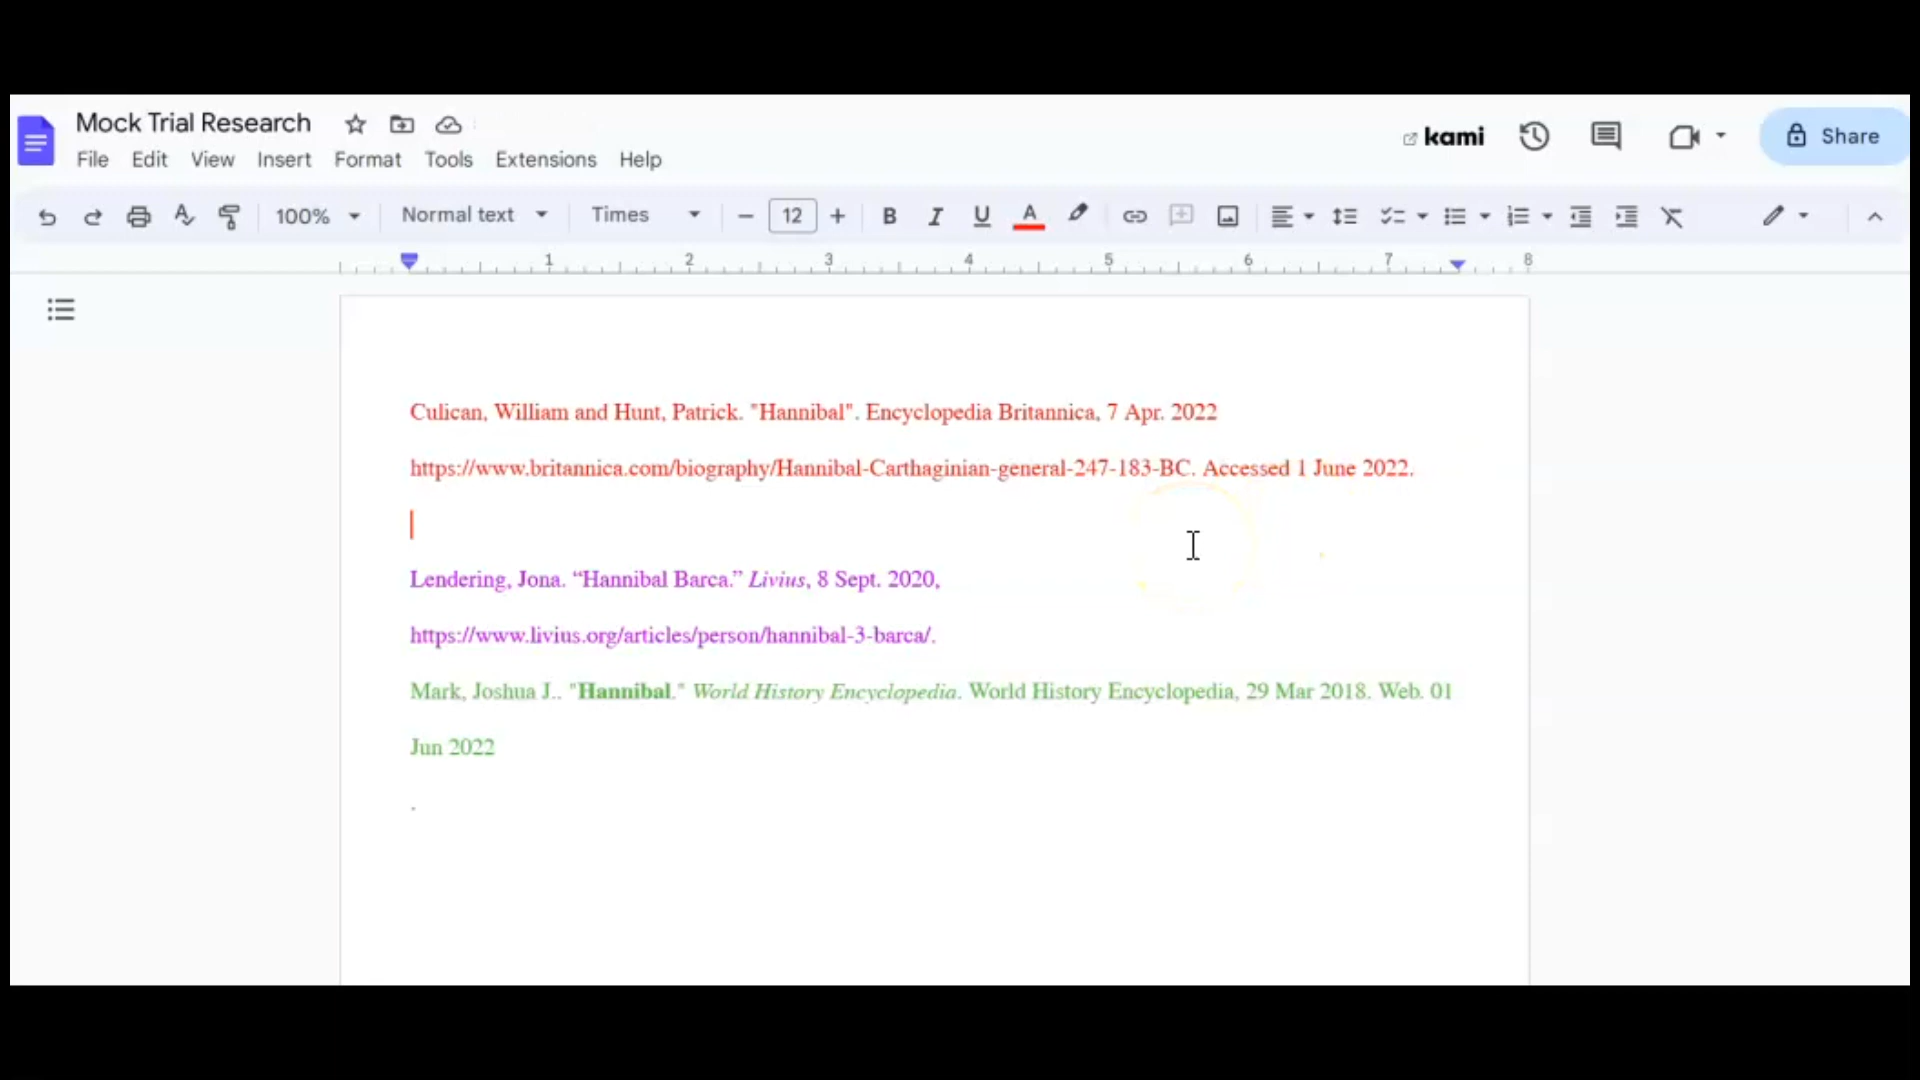 Mock Trial Research
kami
Share
File Edit View Insert Format Tools Extensions Help
100% Normal text Times 12 B I U A
1 2 3 4 5 6 7 8
Culican, William and Hunt, Patrick. "Hannibal". Encyclopedia Britannica, 7 Apr. 2022
https://www.britannica.com/biography/Hannibal-Carthaginian-general-247-183-BC. Accessed 1 June 2022.
Lendering, Jona. “Hannibal Barca.” Livius, 8 Sept. 2020,
https://www.livius.org/articles/person/hannibal-3-barca/.
Mark, Joshua J.. "Hannibal." World History Encyclopedia. World History Encyclopedia, 29 Mar 2018. Web. 01
Jun 2022
.